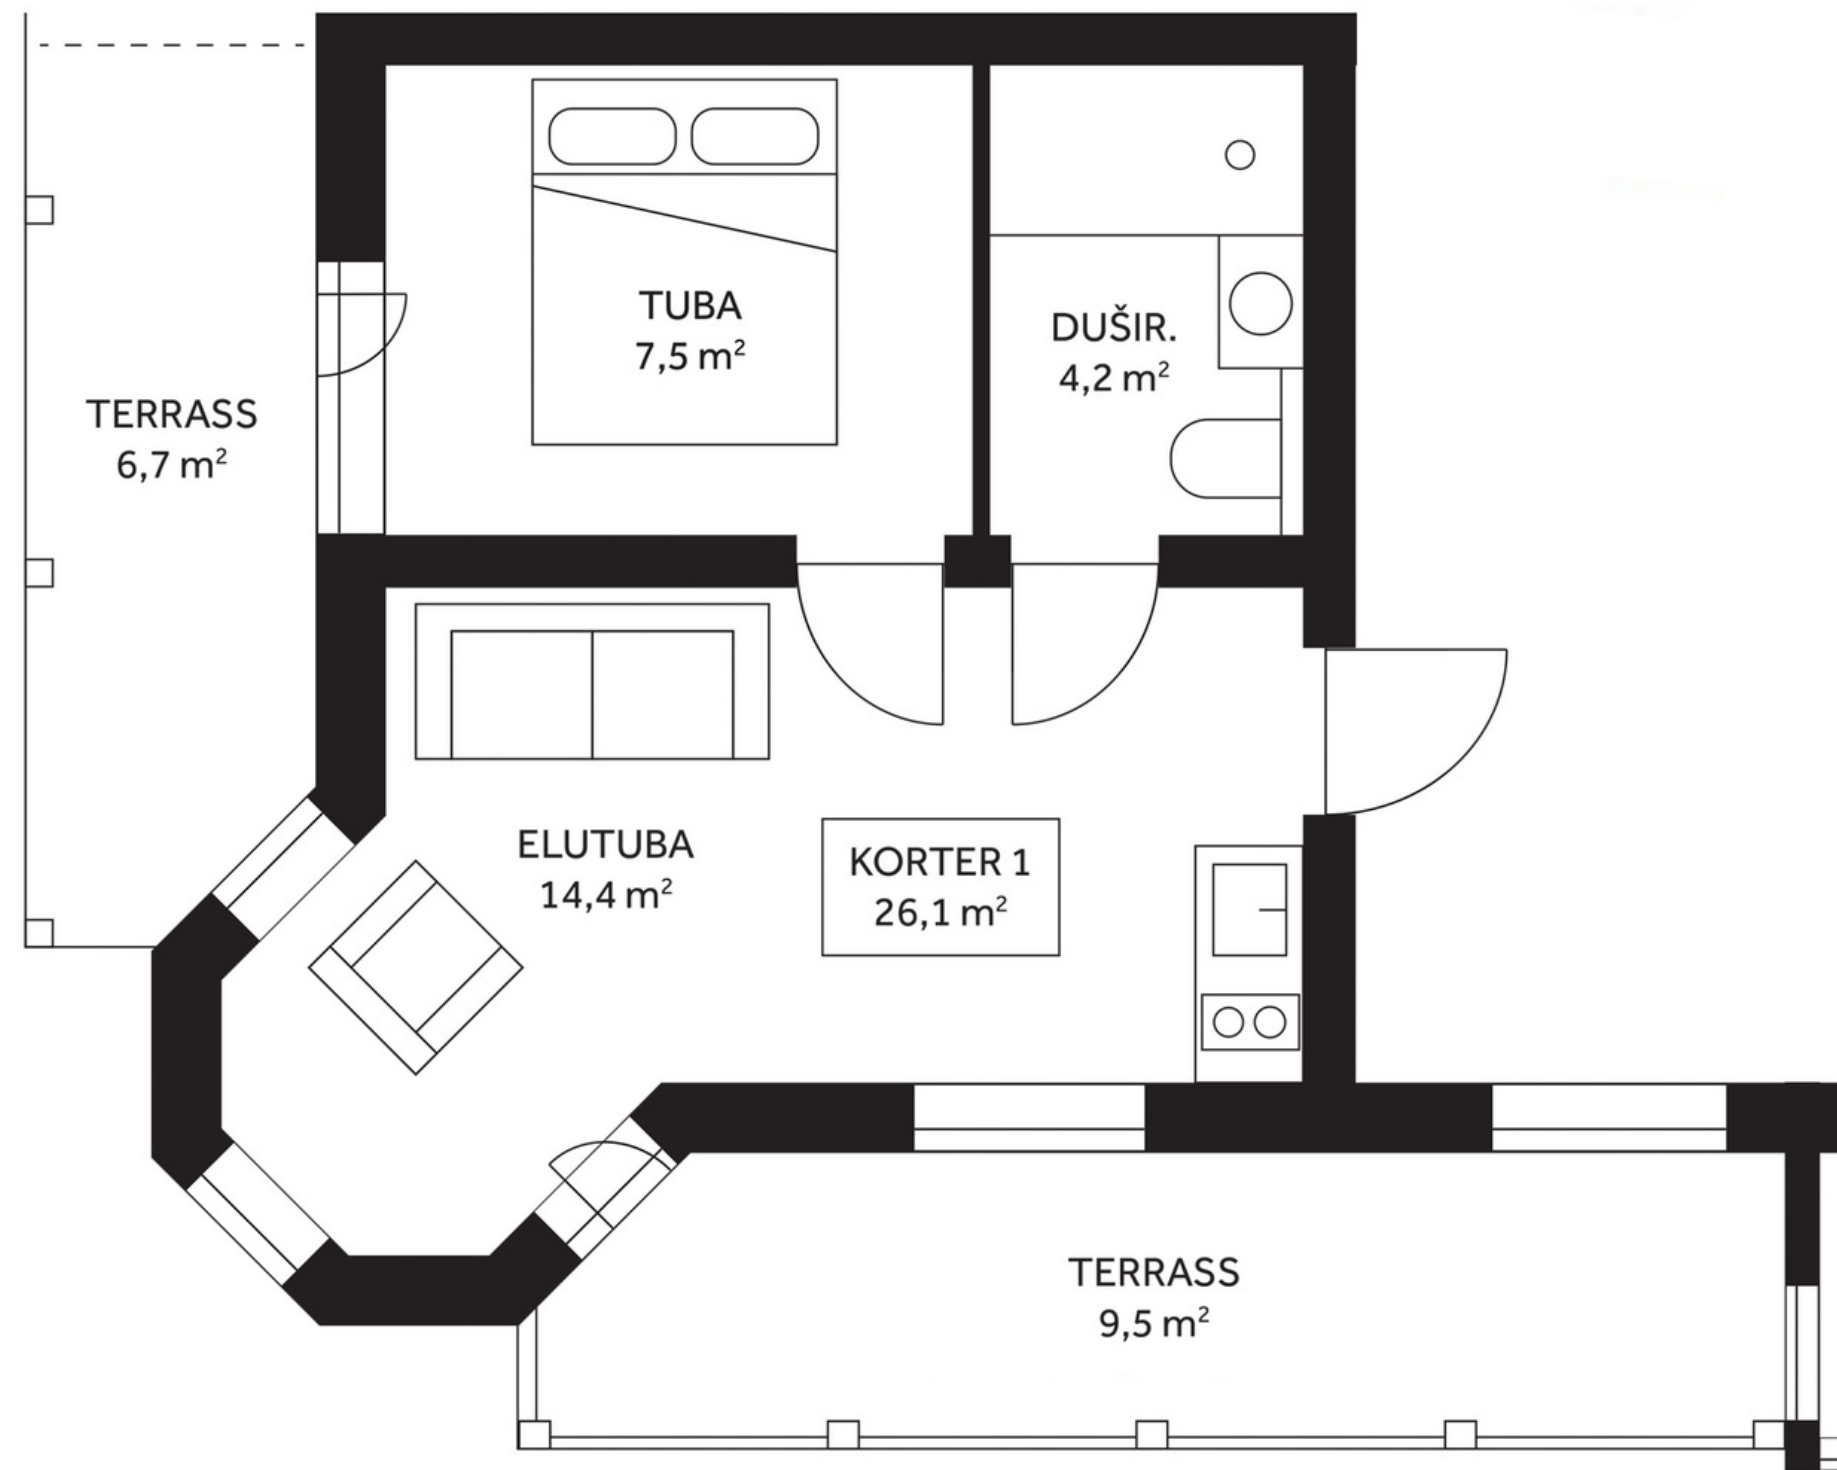 TUBA
7,5 m²
DUŠIR.
4,2 m²
TERRASS
6,7 m²
ELUTUBA
14,4 m²
KORTER 1
26,1 m²
TERRASS
9,5 m²